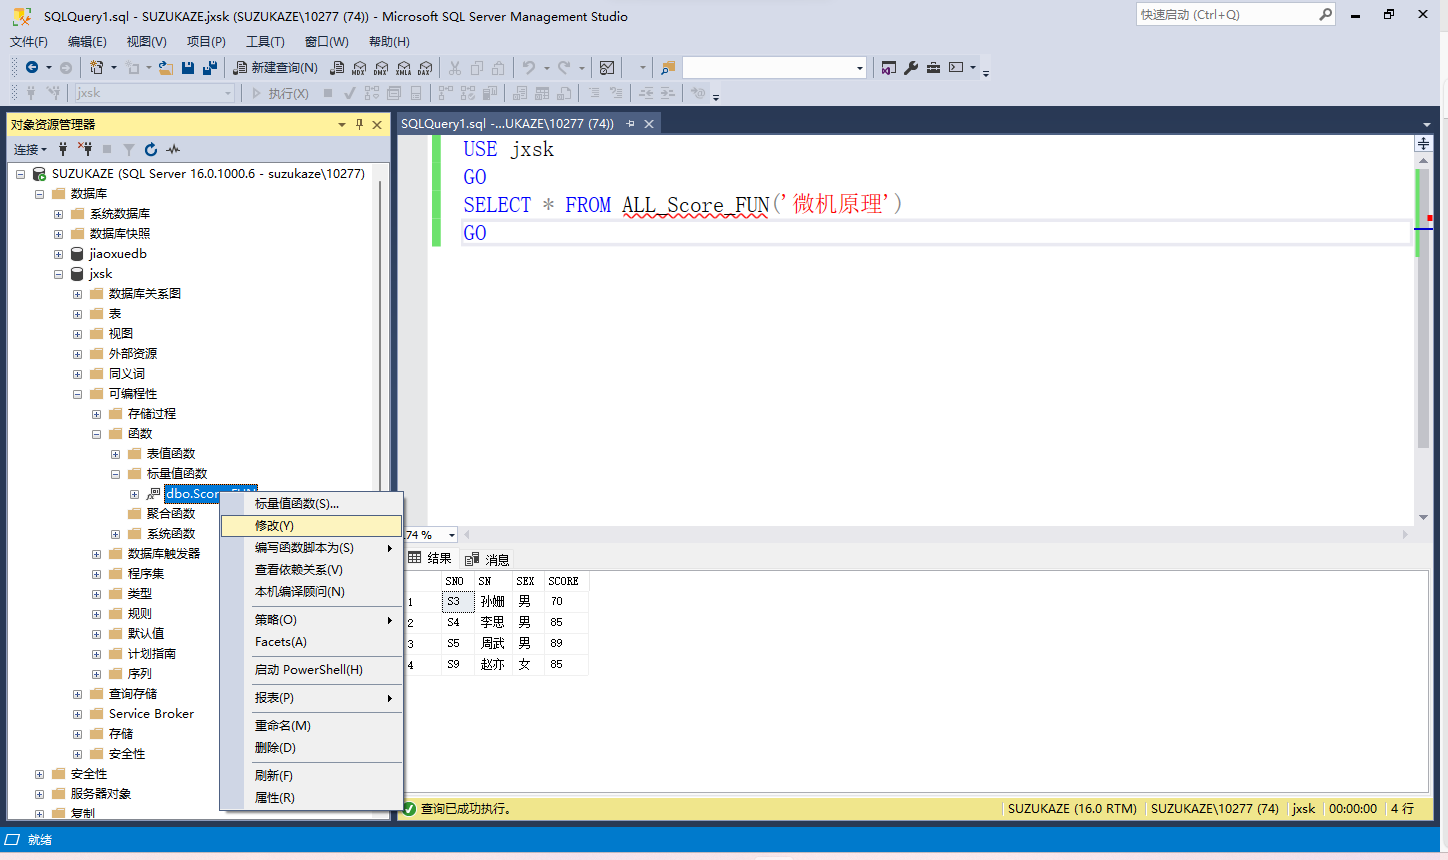 SQLQuery1.sql - SUZUKAZE.jxsk (SUZUKAZE\10277 (74)) - Microsoft SQL Server Management Studio
快速启动 (Ctrl+Q)
文件(F) 编辑(E) 视图(V) 项目(P) 工具(T) 窗口(W) 帮助(H)
新建查询(N) MDX DMX XMLA DAX
jxsk 执行(X)
对象资源管理器
连接
SUZUKAZE (SQL Server 16.0.1000.6 - suzukaze\10277)
数据库
系统数据库
数据库快照
jiaoxuedb
jxsk
数据库关系图
表
视图
外部资源
同义词
可编程性
存储过程
函数
表值函数
标量值函数
dbo.Score_FUN
聚合函数
系统函数
数据库触发器
程序集
类型
规则
默认值
计划指南
序列
查询存储
Service Broker
存储
安全性
安全性
服务器对象
复制
标量值函数(S)...
修改(Y)
编写函数脚本为(S)
查看依赖关系(V)
本机编译顾问(N)
策略(O)
Facets(A)
启动 PowerShell(H)
报表(P)
重命名(M)
删除(D)
刷新(F)
属性(R)
SQLQuery1.sql -...UKAZE\10277 (74))
USE jxsk
GO
SELECT * FROM ALL_Score_FUN('微机原理')
GO
74 %
结果 消息
SNO SN SEX SCORE
1 S3 孙姗 男 70
2 S4 李思 男 85
3 S5 周武 男 89
4 S9 赵亦 女 85
查询已成功执行。 SUZUKAZE (16.0 RTM) SUZUKAZE\10277 (74) jxsk 00:00:00 4 行
就绪